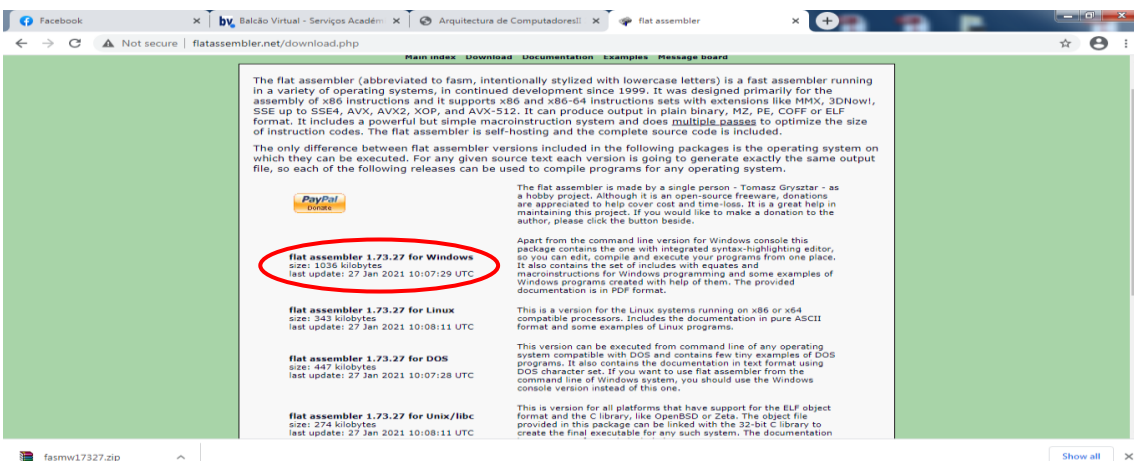 Facebook
Balcão Virtual - Serviços Académ
Arquitectura de ComputadoresII
flat assembler
Not secure | flatassembler.net/download.php
Main index Download Documentation Examples Message board
The flat assembler (abbreviated to fasm, intentionally stylized with lowercase letters) is a fast assembler running
in a variety of operating systems, in continued development since 1999. It was designed primarily for the
assembly of x86 instructions and it supports x86 and x86-64 instructions sets with extensions like MMX, 3DNow!,
SSE up to SSE4, AVX, AVX2, XOP, and AVX-512. It can produce output in plain binary, MZ, PE, COFF or ELF
format. It includes a powerful but simple macroinstruction system and does multiple passes to optimize the size
of instruction codes. The flat assembler is self-hosting and the complete source code is included.
The only difference between flat assembler versions included in the following packages is the operating system on
which they can be executed. For any given source text each version is going to generate exactly the same output
file, so each of the following releases can be used to compile programs for any operating system.
PayPal
Donate
The flat assembler is made by a single person - Tomasz Grysztar - as
a hobby project. Although it is an open-source freeware, donations
are appreciated to help cover cost and time-loss. It is a great help in
maintaining this project. If you would like to make a donation to the
author, please click the button beside.
flat assembler 1.73.27 for Windows
size: 1036 kilobytes
last update: 27 Jan 2021 10:07:29 UTC
Apart from the command line version for Windows console this
package contains the one with integrated syntax-highlighting editor,
so you can edit, compile and execute your programs from one place.
It also contains the set of includes with equates and
macroinstructions for Windows programming and some examples of
Windows programs created with help of them. The provided
documentation is in PDF format.
flat assembler 1.73.27 for Linux
size: 343 kilobytes
last update: 27 Jan 2021 10:08:11 UTC
This is a version for the Linux systems running on x86 or x64
compatible processors. Includes the documentation in pure ASCII
format and some examples of Linux programs.
flat assembler 1.73.27 for DOS
size: 447 kilobytes
last update: 27 Jan 2021 10:07:28 UTC
This version can be executed from command line of any operating
system compatible with DOS and contains few tiny examples of DOS
programs. It also contains the documentation in text format using
DOS character set. If you want to use flat assembler from the
command line of Windows system, you should use the Windows
console version instead of this one.
flat assembler 1.73.27 for Unix/libc
size: 274 kilobytes
last update: 27 Jan 2021 10:08:11 UTC
This is version for all platforms that have support for the ELF object
format and the C library, like OpenBSD or Zeta. The object file
provided in this package can be linked with the 32-bit C library to
create the final executable for any such system. The documentation
fasmw17327.zip
Show all